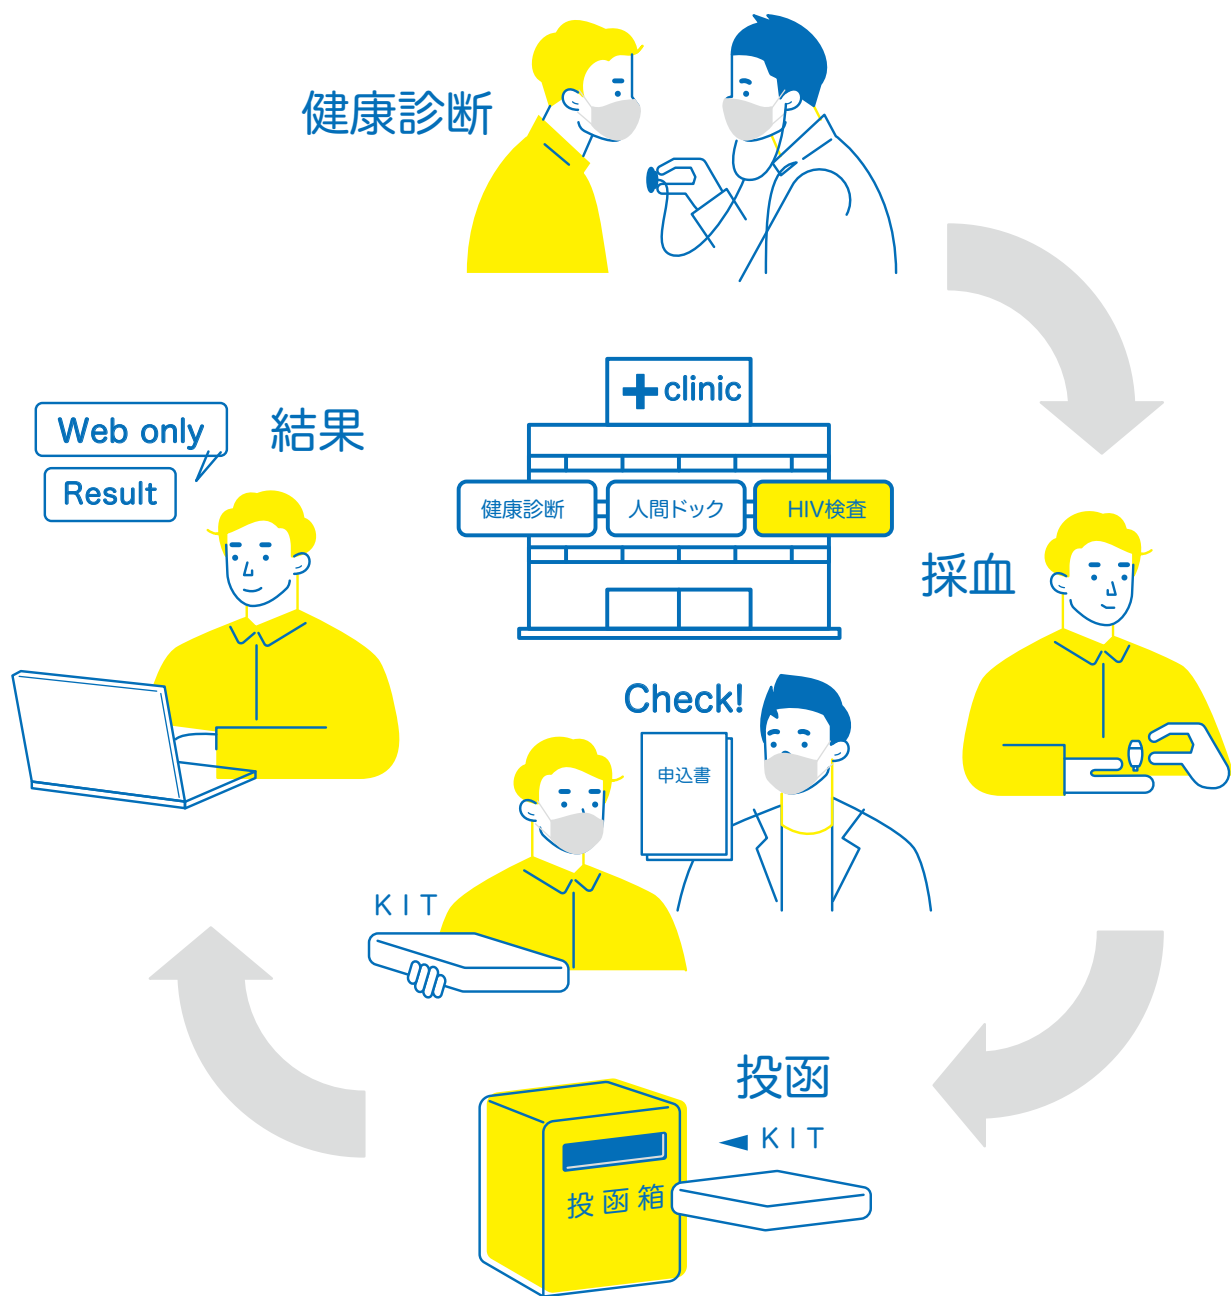 健康診断
clinic
Web only
Result
結果
健康診断
人間ドック
HIV検査
採血
Check!
申込書
KIT
投函
KIT
投函箱